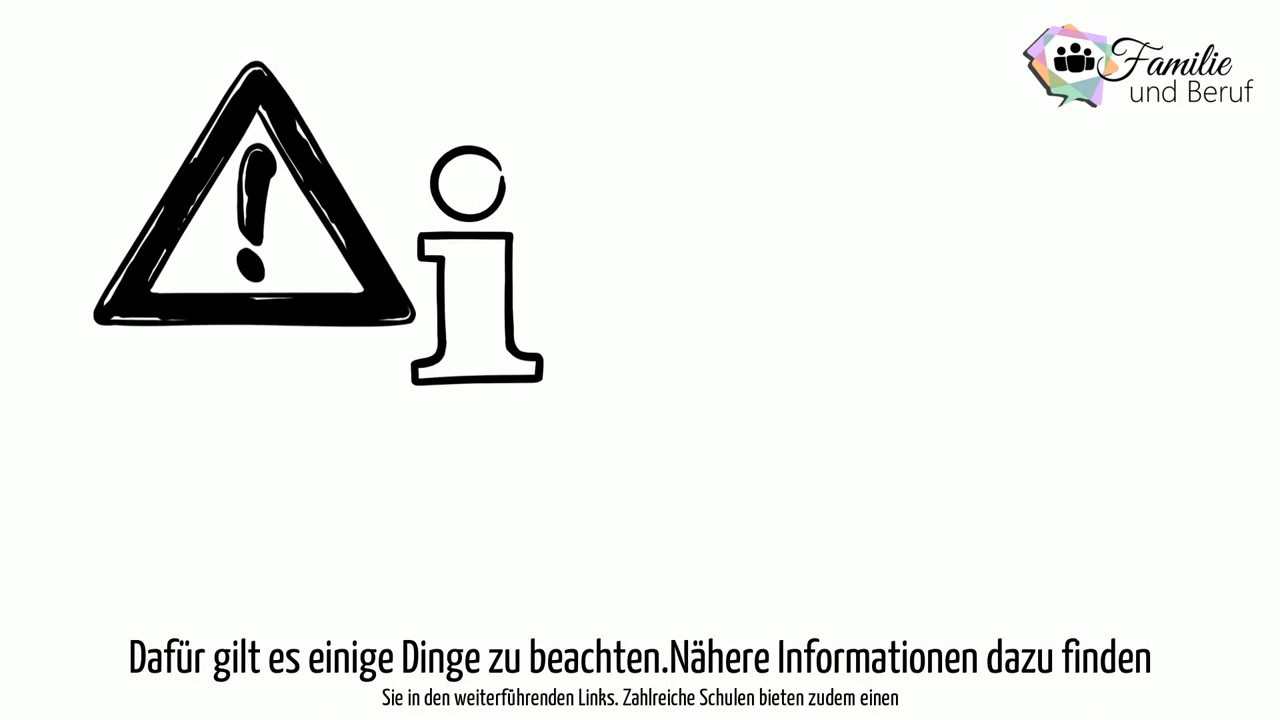 Familie
und Beruf
Dafür gilt es einige Dinge zu beachten.Nähere Informationen dazu finden
Sie in den weiterführenden Links. Zahlreiche Schulen bieten zudem einen